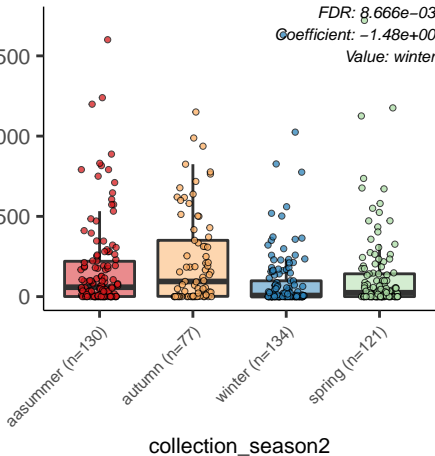 FDR: 8.666e−03
Coefficient: −1.48e+00
Value: winter
500
000
500
0
aasummer (n=130)
autumn (n=77)
winter (n=134)
spring (n=121)
collection_season2